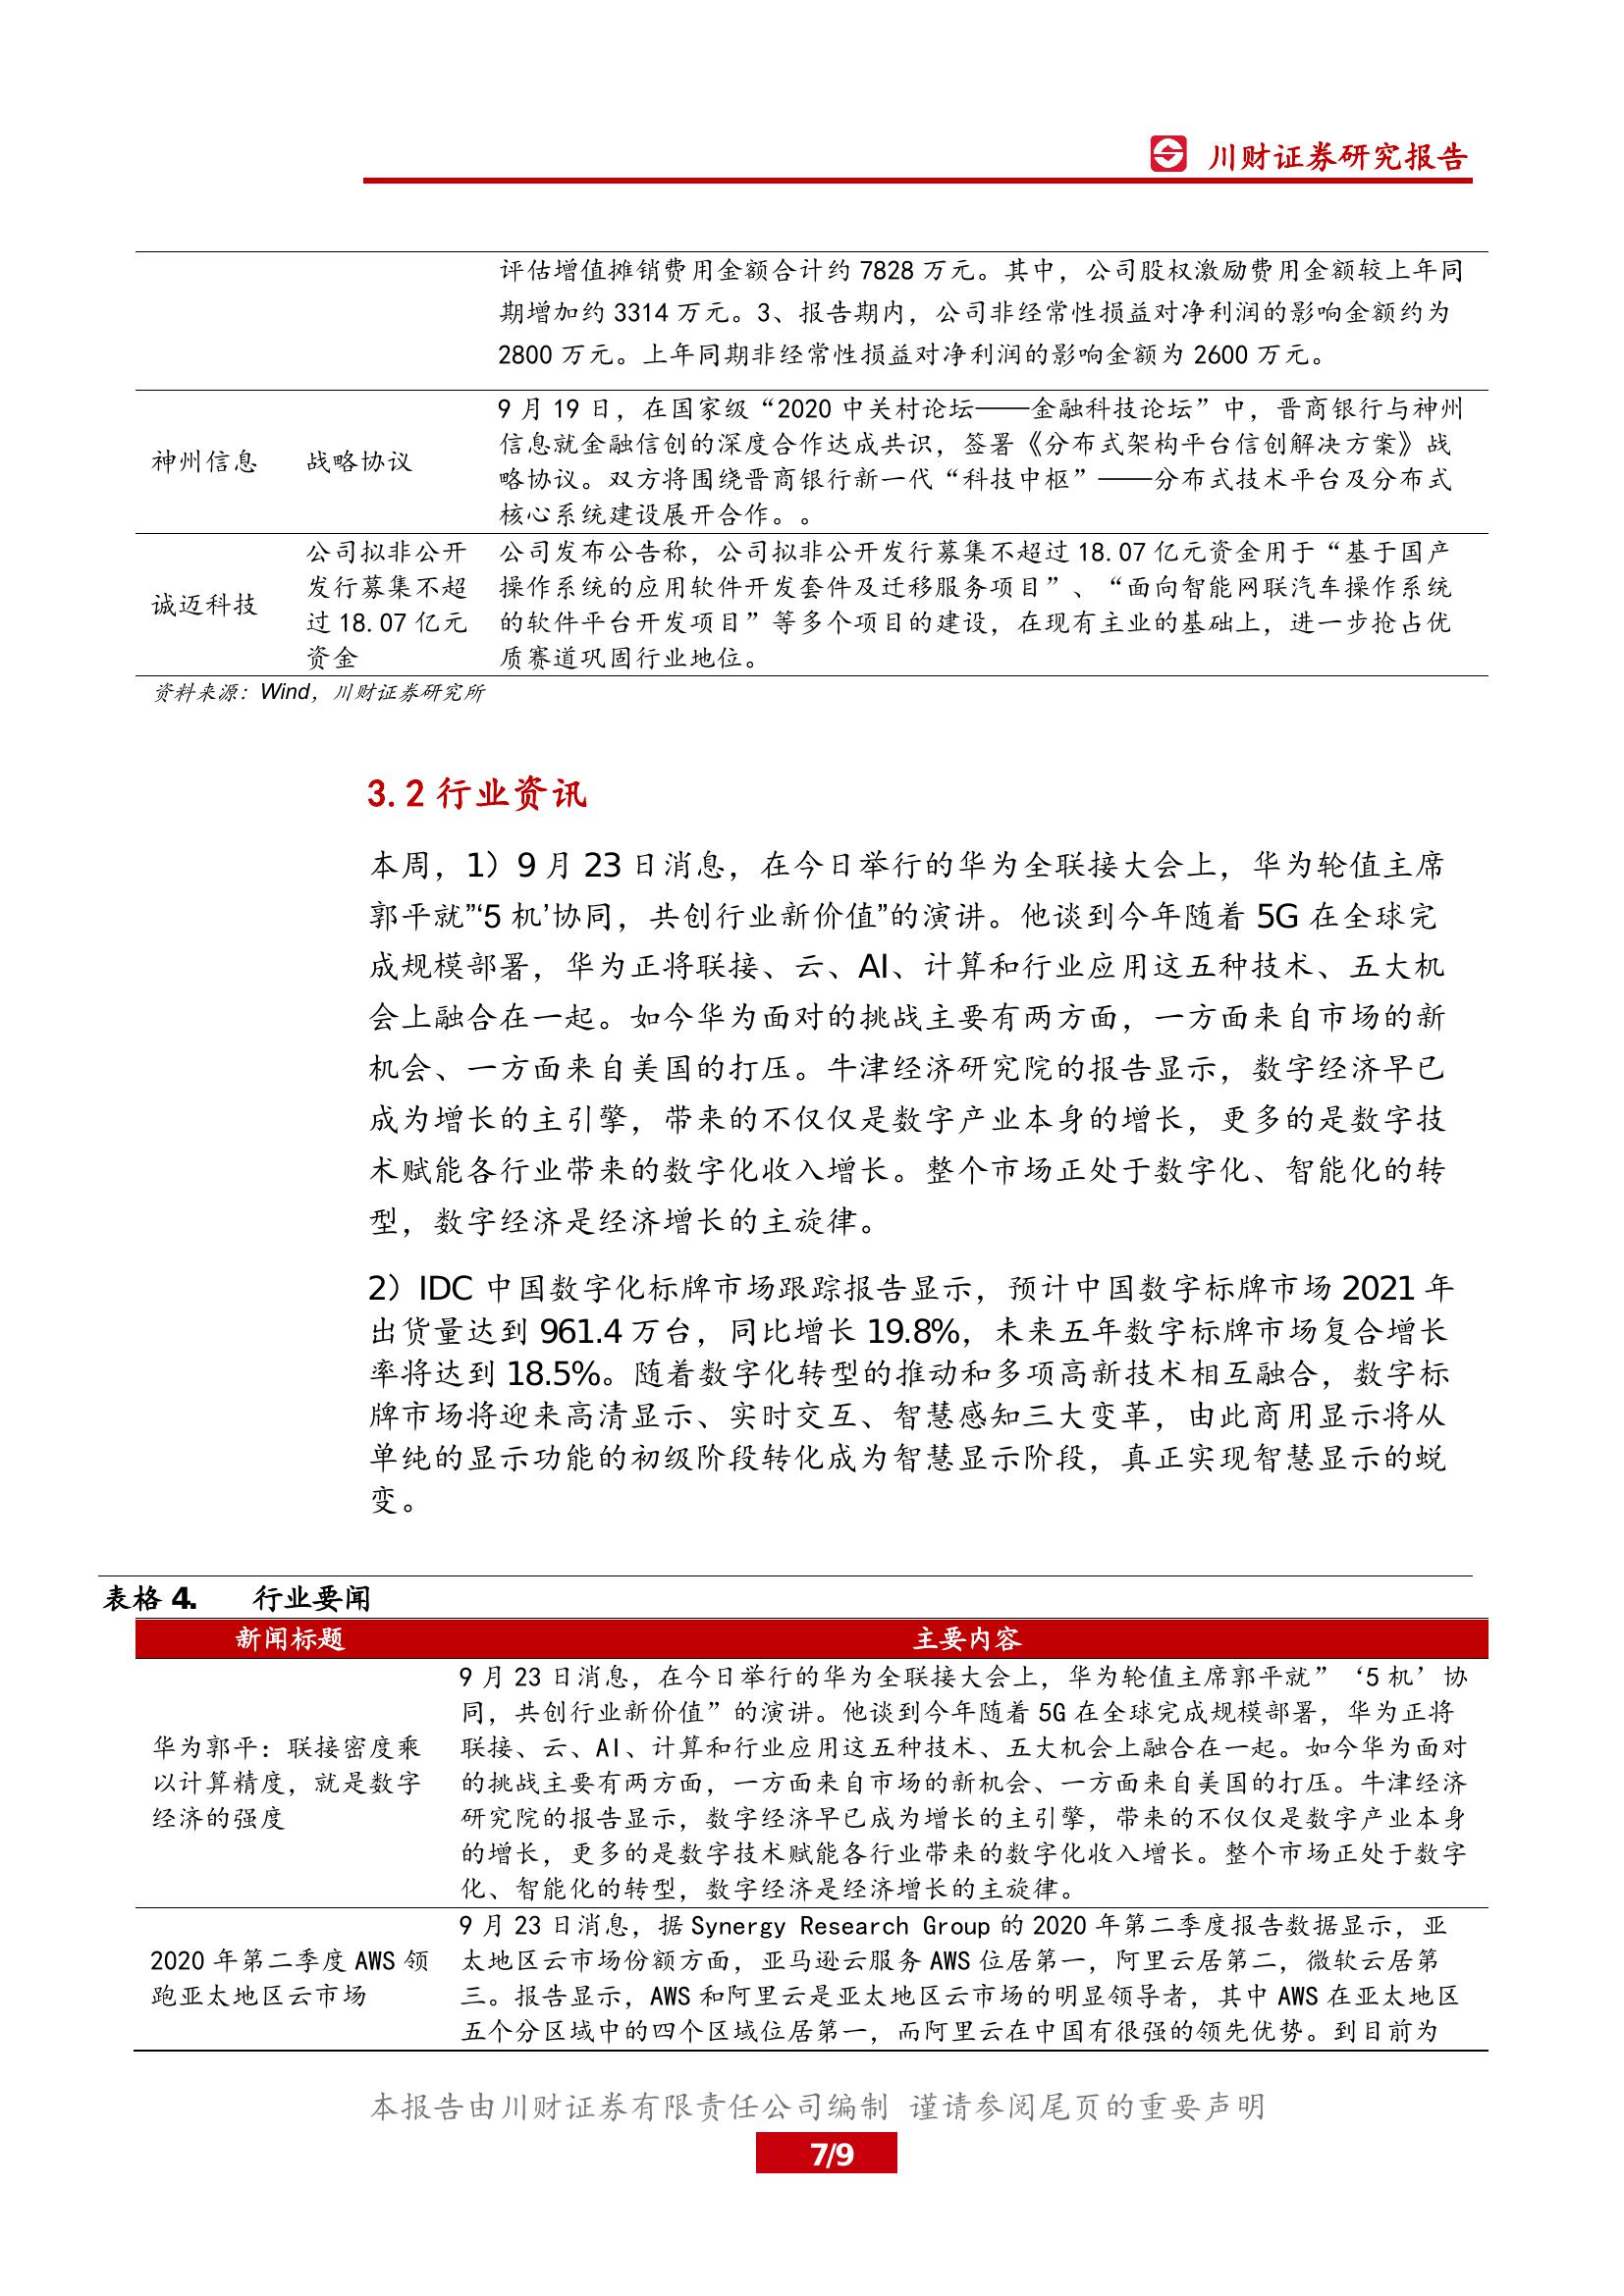 川财证券研究报告
评估增值摊销费用金额合计约 7828 万元。其中，公司股权激励费用金额较上年同
期增加约 3314 万元。3、报告期内，公司非经常性损益对净利润的影响金额约为
2800 万元。上年同期非经常性损益对净利润的影响金额为 2600 万元。
神州信息
战略协议
9 月 19 日，在国家级“2020 中关村论坛——金融科技论坛”中，晋商银行与神州
信息就金融信创的深度合作达成共识，签署《分布式架构平台信创解决方案》战
略协议。双方将围绕晋商银行新一代“科技中枢”——分布式技术平台及分布式
核心系统建设展开合作。。
诚迈科技
公司拟非公开
发行募集不超
过 18.07 亿元
资金
公司发布公告称，公司拟非公开发行募集不超过 18.07 亿元资金用于“基于国产
操作系统的应用软件开发套件及迁移服务项目”、“面向智能网联汽车操作系统
的软件平台开发项目”等多个项目的建设，在现有主业的基础上，进一步抢占优
质赛道巩固行业地位。
资料来源：Wind，川财证券研究所
3.2 行业资讯
本周，1）9 月 23 日消息，在今日举行的华为全联接大会上，华为轮值主席
郭平就”‘5 机’协同，共创行业新价值”的演讲。他谈到今年随着 5G 在全球完
成规模部署，华为正将联接、云、AI、计算和行业应用这五种技术、五大机
会上融合在一起。如今华为面对的挑战主要有两方面，一方面来自市场的新
机会、一方面来自美国的打压。牛津经济研究院的报告显示，数字经济早已
成为增长的主引擎，带来的不仅仅是数字产业本身的增长，更多的是数字技
术赋能各行业带来的数字化收入增长。整个市场正处于数字化、智能化的转
型，数字经济是经济增长的主旋律。
2）IDC 中国数字化标牌市场跟踪报告显示，预计中国数字标牌市场 2021 年
出货量达到 961.4 万台，同比增长 19.8%，未来五年数字标牌市场复合增长
率将达到 18.5%。随着数字化转型的推动和多项高新技术相互融合，数字标
牌市场将迎来高清显示、实时交互、智慧感知三大变革，由此商用显示将从
单纯的显示功能的初级阶段转化成为智慧显示阶段，真正实现智慧显示的蜕
变。
表格 4. 行业要闻
新闻标题 主要内容
华为郭平：联接密度乘
以计算精度，就是数字
经济的强度
9 月 23 日消息，在今日举行的华为全联接大会上，华为轮值主席郭平就”‘5 机’协
同，共创行业新价值”的演讲。他谈到今年随着 5G 在全球完成规模部署，华为正将
联接、云、AI、计算和行业应用这五种技术、五大机会上融合在一起。如今华为面对
的挑战主要有两方面，一方面来自市场的新机会、一方面来自美国的打压。牛津经济
研究院的报告显示，数字经济早已成为增长的主引擎，带来的不仅仅是数字产业本身
的增长，更多的是数字技术赋能各行业带来的数字化收入增长。整个市场正处于数字
化、智能化的转型，数字经济是经济增长的主旋律。
2020 年第二季度 AWS 领
跑亚太地区云市场
9 月 23 日消息，据 Synergy Research Group 的 2020 年第二季度报告数据显示，亚
太地区云市场份额方面，亚马逊云服务 AWS 位居第一，阿里云居第二，微软云居第
三。报告显示，AWS 和阿里云是亚太地区云市场的明显领导者，其中 AWS 在亚太地区
五个分区域中的四个区域位居第一，而阿里云在中国有很强的领先优势。到目前为
本报告由川财证券有限责任公司编制 谨请参阅尾页的重要声明
7/9